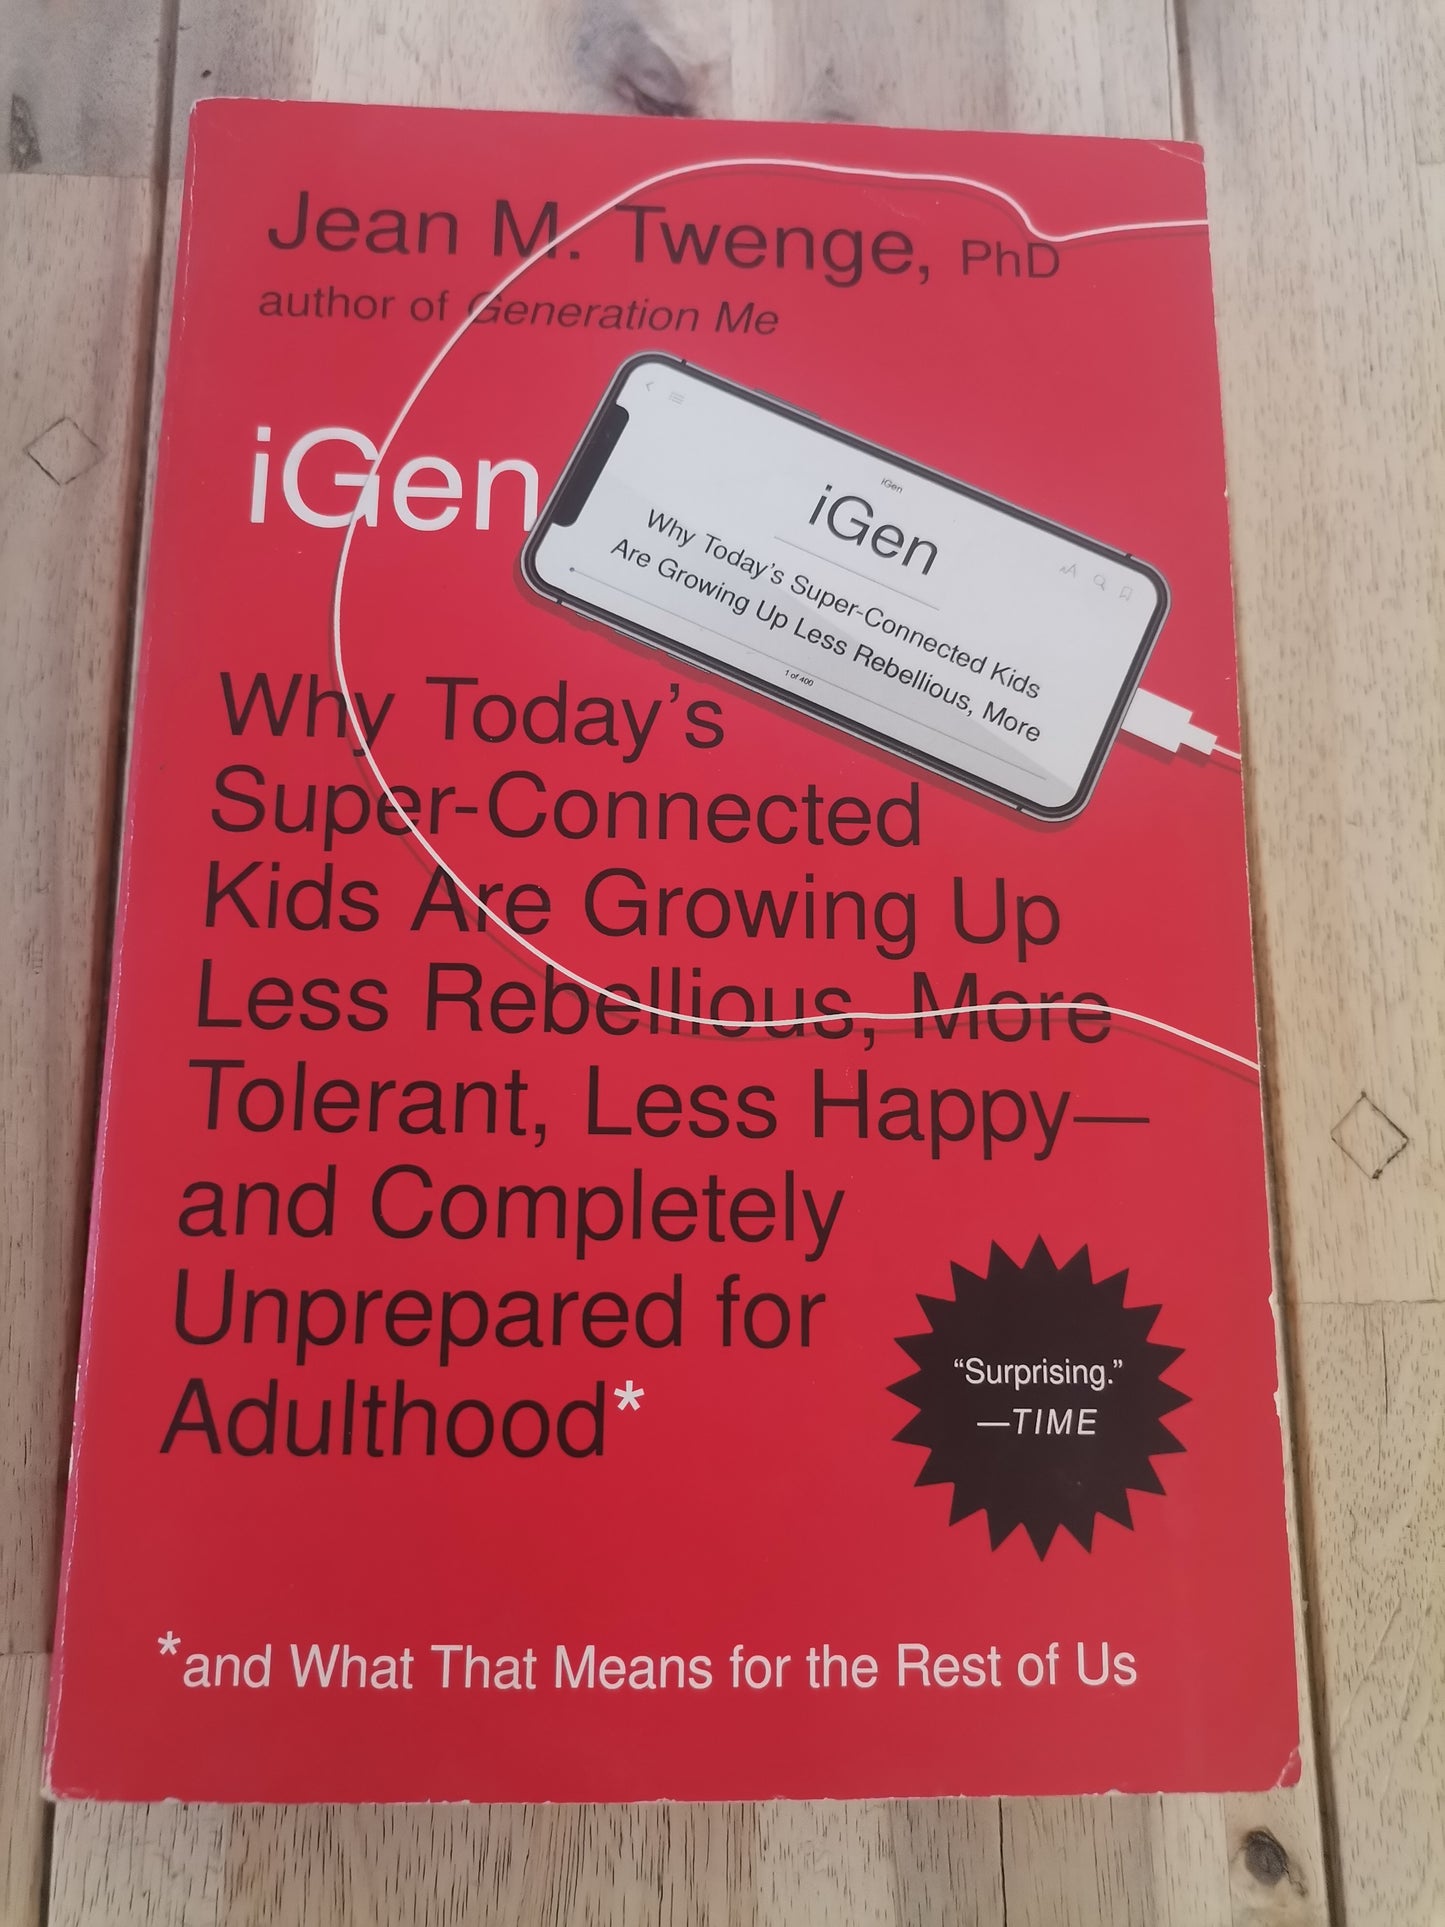 Jean M. Twenge, PhD
author of Generation Me
iGen
iGen
iGen
Why Today's Super-Connected Kids
Are Growing Up Less Rebellious, More
1 of 400
AA
Why Today's
Super-Connected
Kids Are Growing Up
Less Rebellious, More
Tolerant, Less Happy—
and Completely
Unprepared for
Adulthood*
“Surprising.”
—TIME
*and What That Means for the Rest of Us